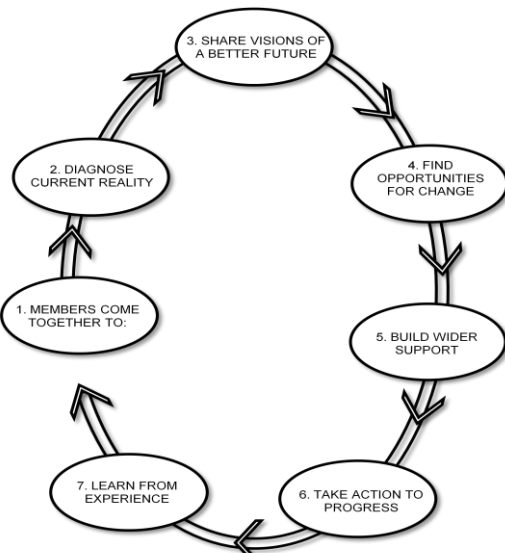 3. SHARE VISIONS OF
A BETTER FUTURE
2. DIAGNOSE
CURRENT REALITY
4. FIND
OPPORTUNITIES
FOR CHANGE
1. MEMBERS COME
TOGETHER TO:
5. BUILD WIDER
SUPPORT
7. LEARN FROM
EXPERIENCE
6. TAKE ACTION TO
PROGRESS